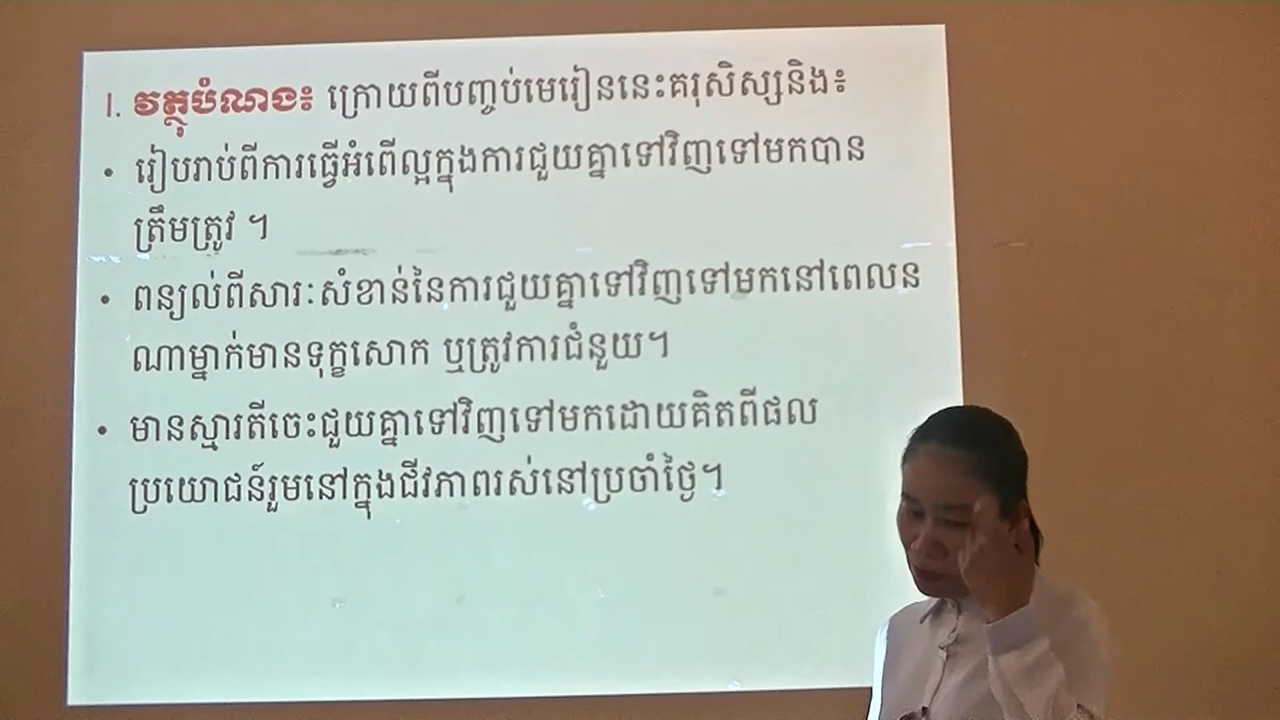 I. វត្ថុបំណង៖ ក្រោយពីបញ្ចប់មេរៀននេះគរុសិស្សនិង៖
• រៀបរាប់ពីការធ្វើអំពើល្អក្នុងការជួយគ្នាទៅវិញទៅមកបាន
ត្រឹមត្រូវ ។
• ពន្យល់ពីសារៈសំខាន់នៃការជួយគ្នាទៅវិញទៅមកនៅពេលន
ណាម្នាក់មានទុក្ខសោក ឬត្រូវការជំនួយ។
• មានស្មារតីចេះជួយគ្នាទៅវិញទៅមកដោយគិតពីផល
ប្រយោជន៍រួមនៅក្នុងជីវភាពរស់នៅប្រចាំថ្ងៃ។